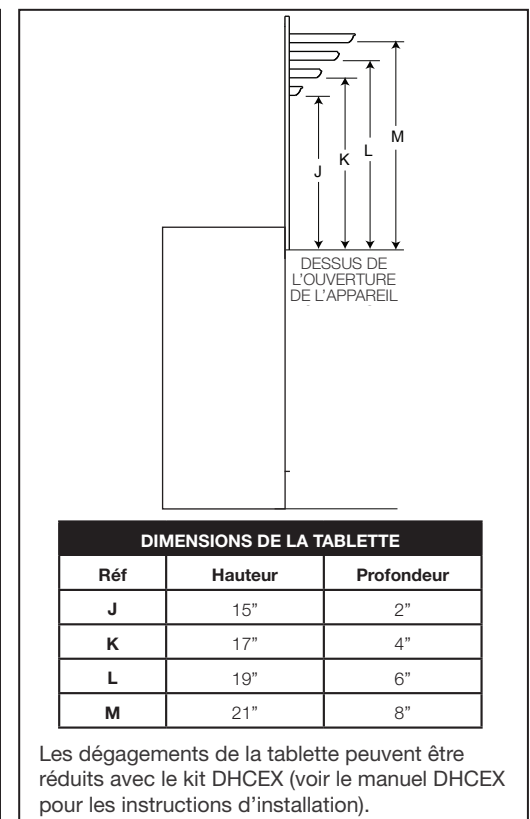 M
L
K
J
DESSUS DE
L'OUVERTURE
DE L'APPAREIL
DIMENSIONS DE LA TABLETTE
Réf Hauteur Profondeur
J 15” 2”
K 17” 4”
L 19” 6”
M 21” 8”
Les dégagements de la tablette peuvent être
réduits avec le kit DHCEX (voir le manuel DHCEX
pour les instructions d’installation).